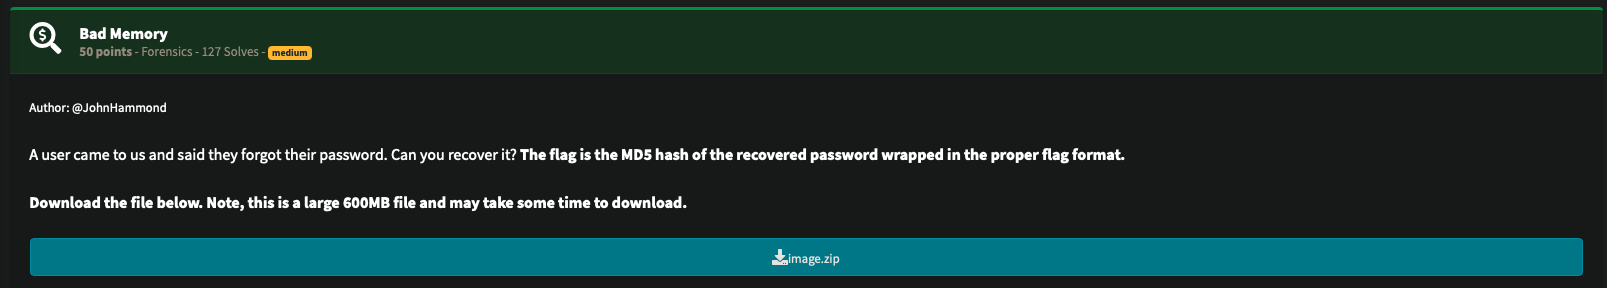 Bad Memory
50 points - Forensics - 127 Solves - medium
Author: @JohnHammond
A user came to us and said they forgot their password. Can you recover it? The flag is the MD5 hash of the recovered password wrapped in the proper flag format.
Download the file below. Note, this is a large 600MB file and may take some time to download.
image.zip